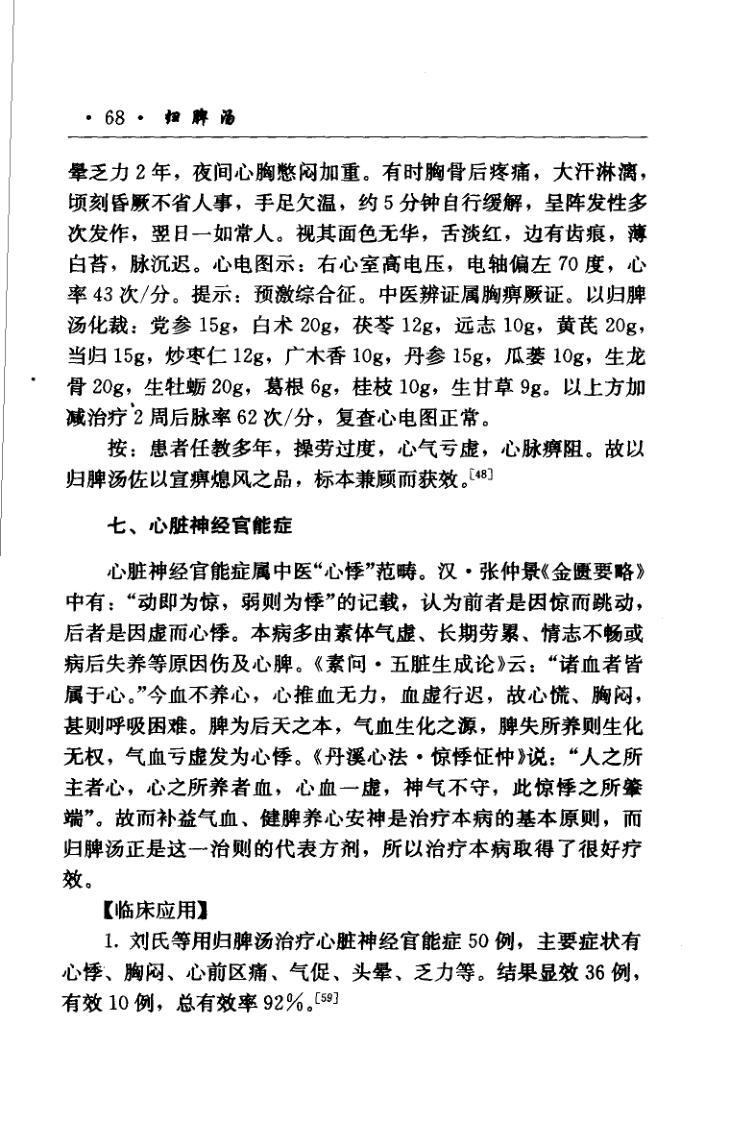 · 68 · 归脾汤
晕乏力 2 年，夜间心胸憋闷加重。有时胸骨后疼痛，大汗淋漓，
顷刻昏厥不省人事，手足欠温，约 5 分钟自行缓解，呈阵发性多
次发作，翌日一如常人。视其面色无华，舌淡红，边有齿痕，薄
白苔，脉沉迟。心电图示：右心室高电压，电轴偏左 70 度，心
率 43 次/分。提示：预激综合征。中医辨证属胸痹厥证。以归脾
汤化裁：党参 15g，白术 20g，茯苓 12g，远志 10g，黄芪 20g，
当归 15g，炒枣仁 12g，广木香 10g，丹参 15g，瓜蒌 10g，生龙
骨 20g，生牡蛎 20g，葛根 6g，桂枝 10g，生甘草 9g。以上方加
减治疗 2 周后脉率 62 次/分，复查心电图正常。
按：患者任教多年，操劳过度，心气亏虚，心脉痹阻。故以
归脾汤佐以宣痹熄风之品，标本兼顾而获效。[48]
七、心脏神经官能症
心脏神经官能症属中医“心悸”范畴。汉·张仲景《金匮要略》
中有：“动即为惊，弱则为悸”的记载，认为前者是因惊而跳动，
后者是因虚而心悸。本病多由素体气虚、长期劳累、情志不畅或
病后失养等原因伤及心脾。《素问·五脏生成论》云：“诸血者皆
属于心。”今血不养心，心推血无力，血虚行迟，故心慌、胸闷，
甚则呼吸困难。脾为后天之本，气血生化之源，脾失所养则生化
无权，气血亏虚发为心悸。《丹溪心法·惊悸怔忡》说：“人之所
主者心，心之所养者血，心血一虚，神气不守，此惊悸之所肇
端”。故而补益气血、健脾养心安神是治疗本病的基本原则，而
归脾汤正是这一治则的代表方剂，所以治疗本病取得了很好疗
效。
【临床应用】
1. 刘氏等用归脾汤治疗心脏神经官能症 50 例，主要症状有
心悸、胸闷、心前区痛、气促、头晕、乏力等。结果显效 36 例，
有效 10 例，总有效率 92%。[59]